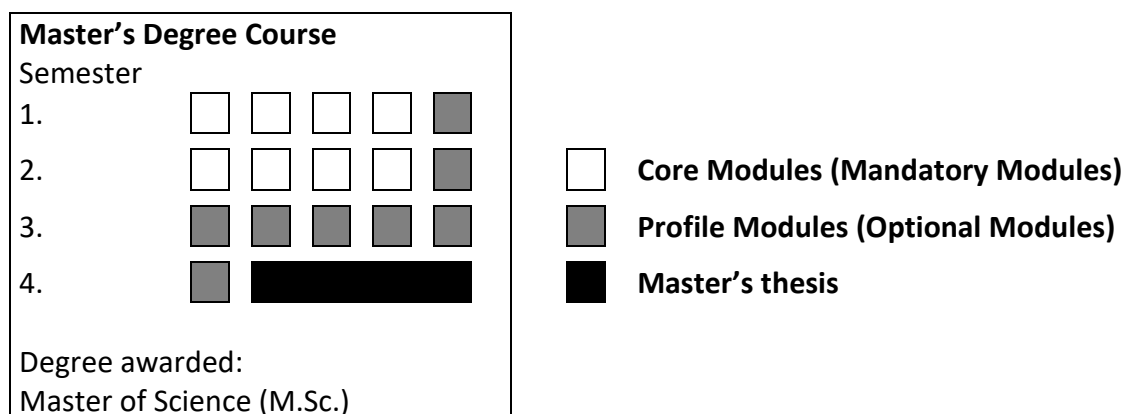 Master’s Degree Course
Semester
1.
2.
3.
4.
Degree awarded:
Master of Science (M.Sc.)
Core Modules (Mandatory Modules)
Profile Modules (Optional Modules)
Master’s thesis